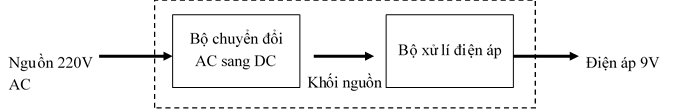 Nguồn 220V
AC
Bộ chuyển đổi
AC sang DC
Khối nguồn
Bộ xử lí điện áp
Điện áp 9V